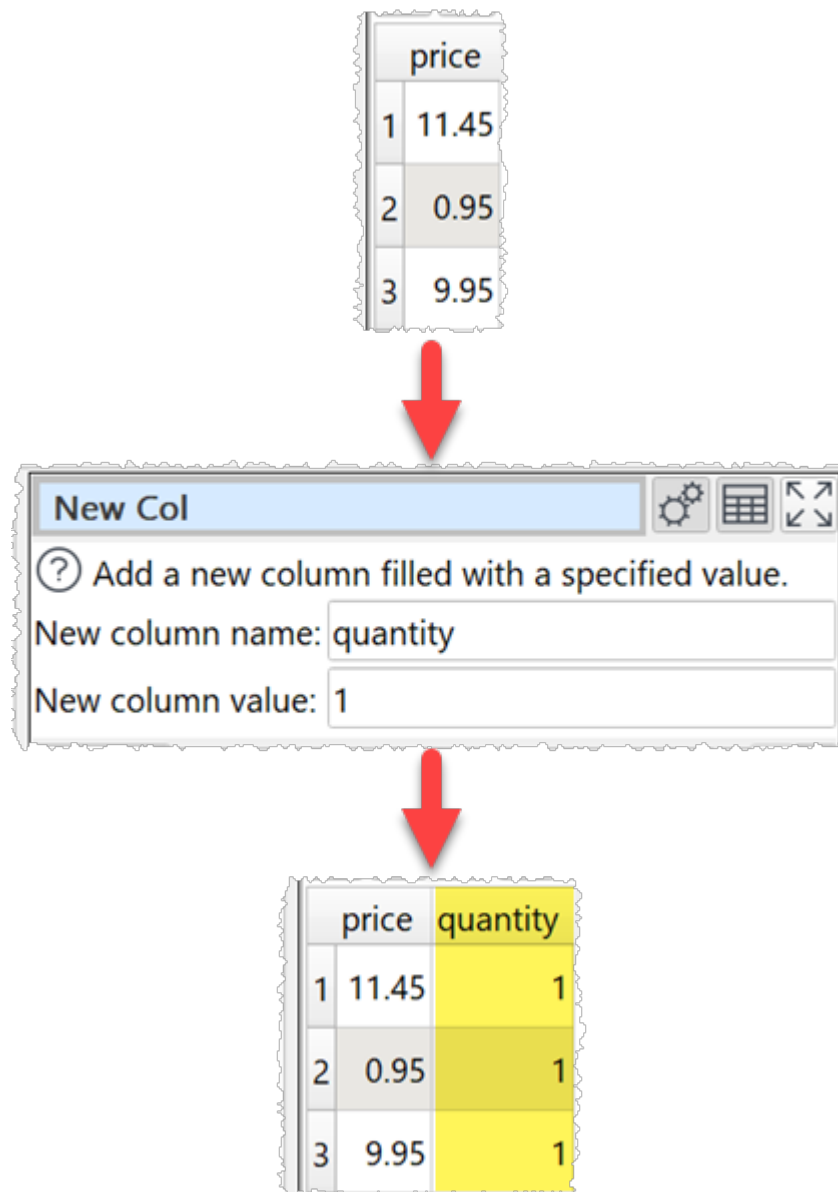 price
1 11.45
2 0.95
3 9.95
New Col
? Add a new column filled with a specified value.
New column name: quantity
New column value: 1
price quantity
1 11.45 1
2 0.95 1
3 9.95 1